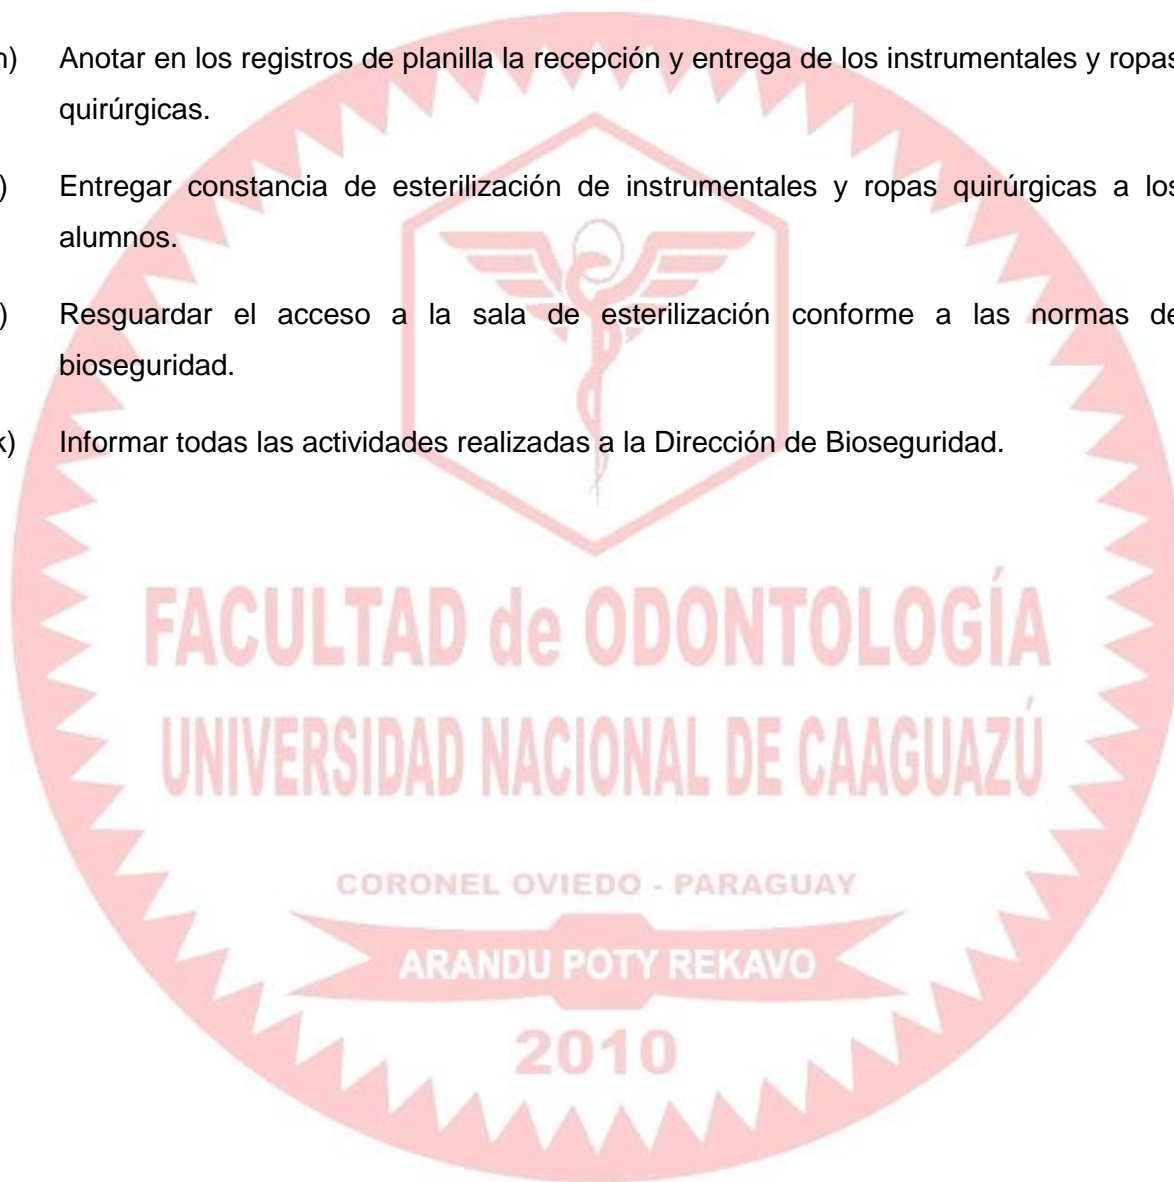 h) Anotar en los registros de planilla la recepción y entrega de los instrumentales y ropas
quirúrgicas.
) Entregar constancia de esterilización de instrumentales y ropas quirúrgicas a los
alumnos.
) Resguardar el acceso a la sala de esterilización conforme a las normas de
bioseguridad.
k) Informar todas las actividades realizadas a la Dirección de Bioseguridad.
FACULTAD de ODONTOLOGÍA
UNIVERSIDAD NACIONAL DE CAAGUAZÚ
CORONEL OVIEDO - PARAGUAY
ARANDU POTY REKAVO
2010